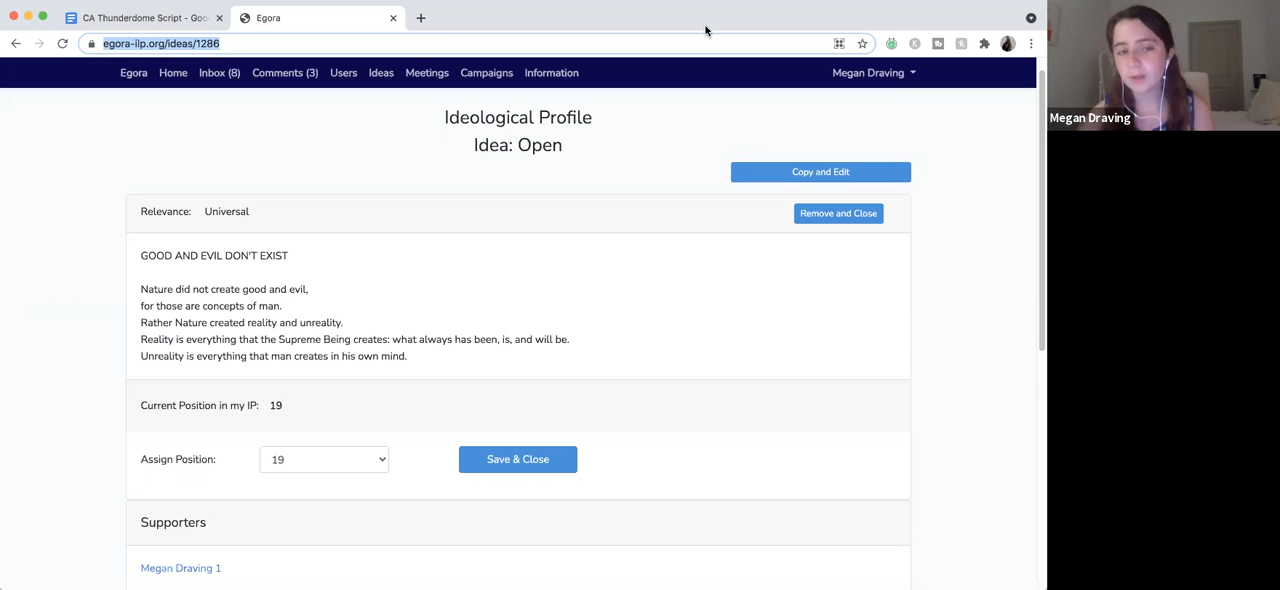 CA Thunderdome Script - Goo
Egora
egora-ilp.org/ideas/1286
Egora Home Inbox (8) Comments (3) Users Ideas Meetings Campaigns Information Megan Draving
Megan Draving
Ideological Profile
Idea: Open
Copy and Edit
Relevance: Universal
Remove and Close
GOOD AND EVIL DON'T EXIST
Nature did not create good and evil,
for those are concepts of man.
Rather Nature created reality and unreality.
Reality is everything that the Supreme Being creates: what always has been, is, and will be.
Unreality is everything that man creates in his own mind.
Current Position in my IP: 19
Assign Position: 19 Save & Close
Supporters
Megan Draving 1